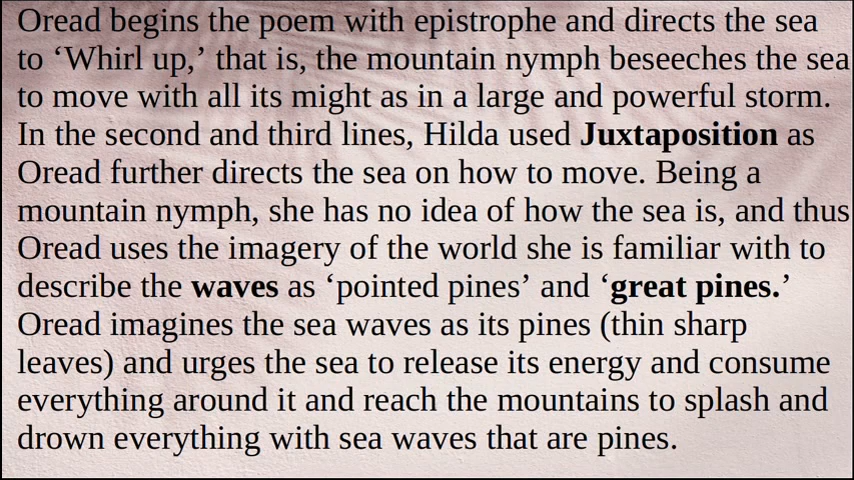 Oread begins the poem with epistrophe and directs the sea
to ‘Whirl up,’ that is, the mountain nymph beseeches the sea
to move with all its might as in a large and powerful storm.
In the second and third lines, Hilda used Juxtaposition as
Oread further directs the sea on how to move. Being a
mountain nymph, she has no idea of how the sea is, and thus
Oread uses the imagery of the world she is familiar with to
describe the waves as ‘pointed pines’ and ‘great pines.’
Oread imagines the sea waves as its pines (thin sharp
leaves) and urges the sea to release its energy and consume
everything around it and reach the mountains to splash and
drown everything with sea waves that are pines.